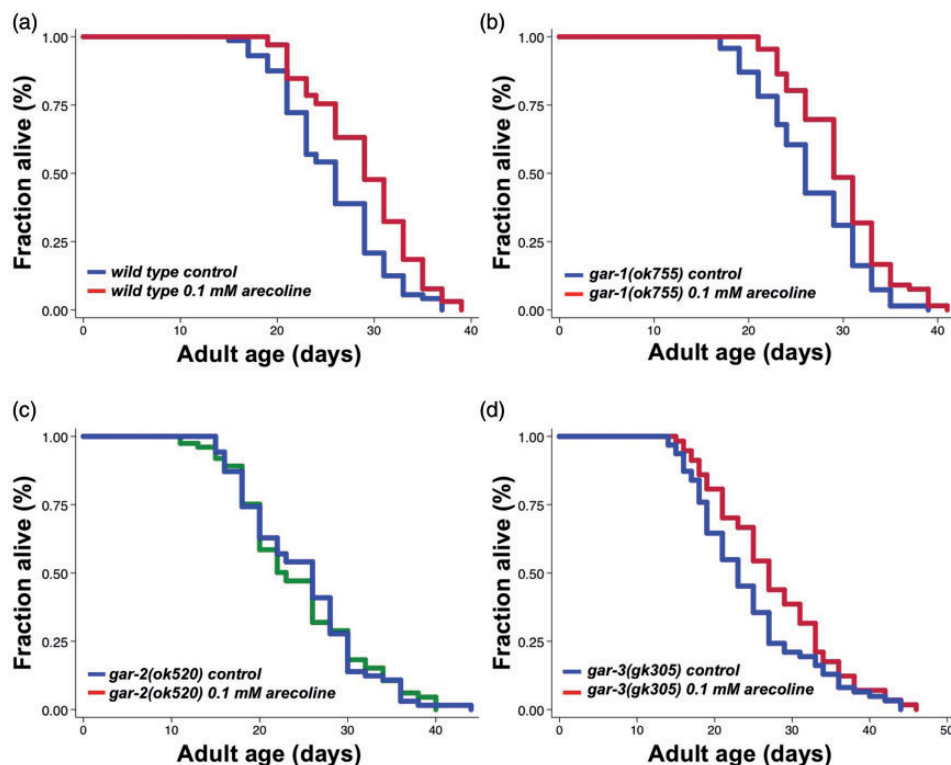 (a)
1.00
0.75
0.50
0.25
0.00
Fraction alive (%)
wild type control
wild type 0.1 mM arecoline
0 10 20 30 40
Adult age (days)
(b)
1.00
0.75
0.50
0.25
0.00
Fraction alive (%)
gar-1(ok755) control
gar-1(ok755) 0.1 mM arecoline
0 10 20 30 40
Adult age (days)
(c)
1.00
0.75
0.50
0.25
0.00
Fraction alive (%)
gar-2(ok520) control
gar-2(ok520) 0.1 mM arecoline
0 10 20 30 40
Adult age (days)
(d)
1.00
0.75
0.50
0.25
0.00
Fraction alive (%)
gar-3(gk305) control
gar-3(gk305) 0.1 mM arecoline
0 10 20 30 40 50
Adult age (days)